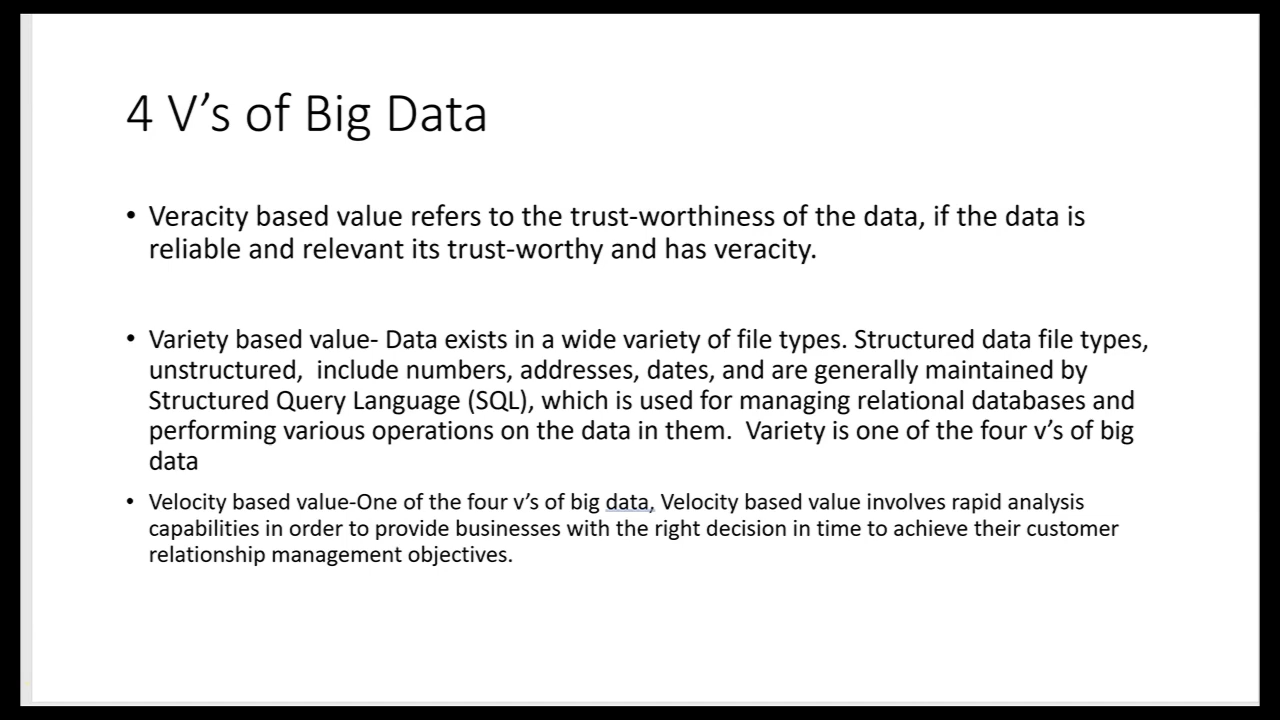 4 V’s of Big Data
• Veracity based value refers to the trust-worthiness of the data, if the data is
reliable and relevant its trust-worthy and has veracity.
• Variety based value- Data exists in a wide variety of file types. Structured data file types,
unstructured,  include numbers, addresses, dates, and are generally maintained by
Structured Query Language (SQL), which is used for managing relational databases and
performing various operations on the data in them.  Variety is one of the four v’s of big
data
• Velocity based value-One of the four v’s of big data, Velocity based value involves rapid analysis
capabilities in order to provide businesses with the right decision in time to achieve their customer
relationship management objectives.